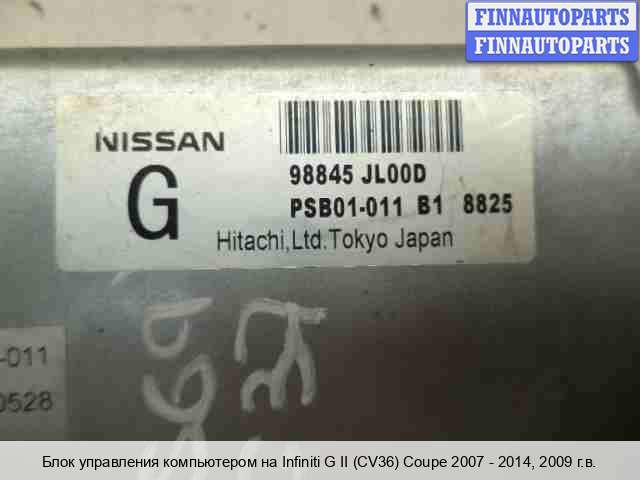 FINNAUTOPARTS
FINNAUTOPARTS
NISSAN
G
98845 JL00D
PSB01-011 B1 8825
Hitachi,Ltd.Tokyo Japan
-011
0528
Блок управления компьютером на Infiniti G II (CV36) Coupe 2007 - 2014, 2009 г.в.